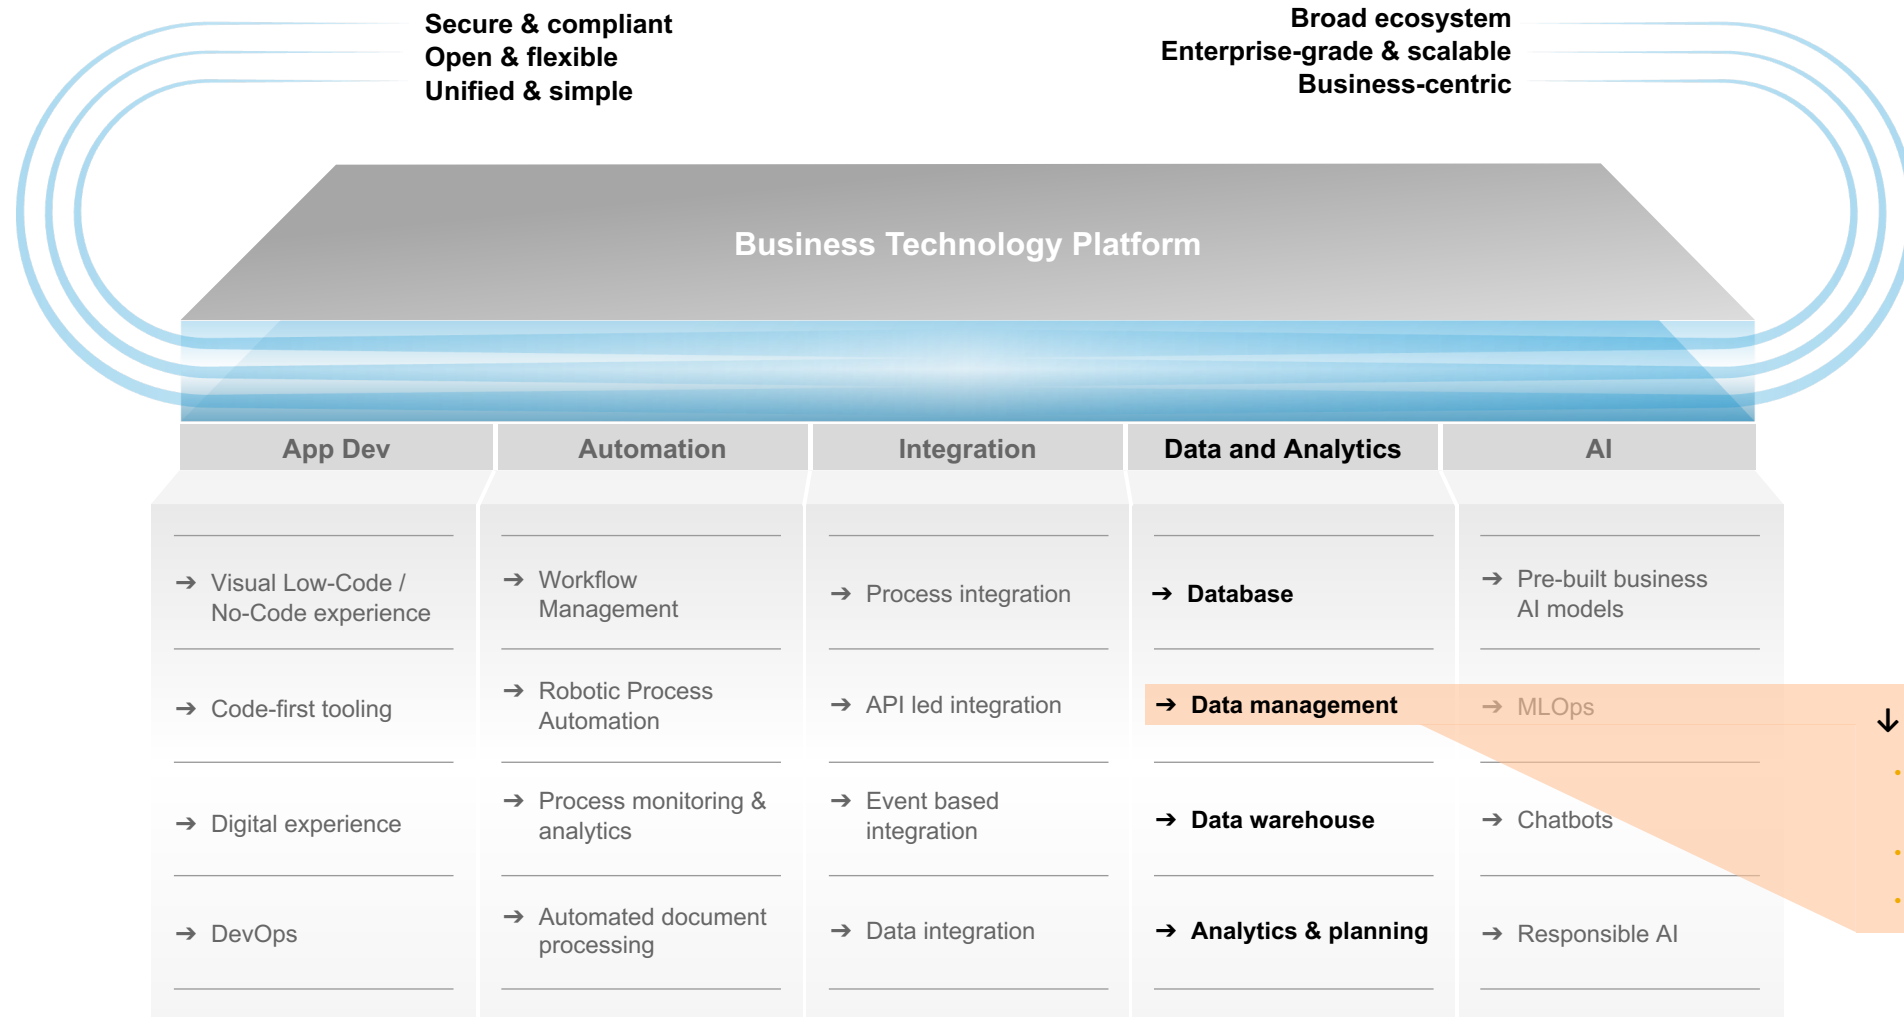 Secure & compliant
Open & flexible
Unified & simple
Broad ecosystem
Enterprise-grade & scalable
Business-centric
Business Technology Platform
App Dev
Automation
Integration
Data and Analytics
AI
➔ Visual Low-Code /
No-Code experience
➔ Code-first tooling
➔ Digital experience
➔ DevOps
➔ Workflow
Management
➔ Robotic Process
Automation
➔ Process monitoring &
analytics
➔ Automated document
processing
➔ Process integration
➔ API led integration
➔ Event based
integration
➔ Data integration
➔ Database
➔ Data management
➔ Data warehouse
➔ Analytics & planning
➔ Pre-built business
AI models
➔ MLOps
➔ Chatbots
➔ Responsible AI